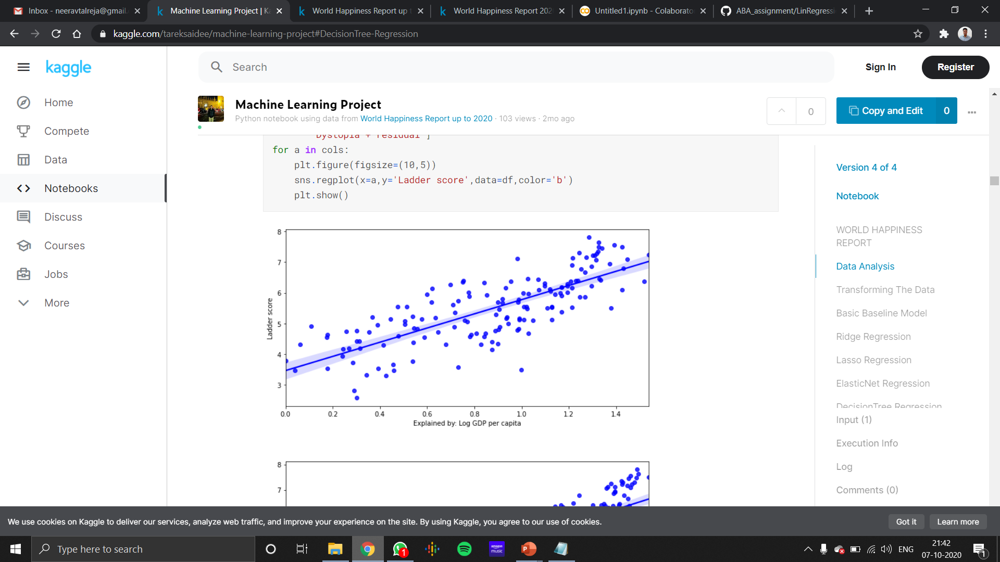 Inbox - neeravtalreja@gmail.
Machine Learning Project | Ka
World Happiness Report up t
World Happiness Report 202
Untitled1.ipynb - Colaborato
ABA_assignment/LinRegressi
kaggle.com/tareksaidee/machine-learning-project#DecisionTree-Regression
kaggle
Search
Sign In
Register
Home
Compete
Data
Notebooks
Discuss
Courses
Jobs
More
Machine Learning Project
Python notebook using data from World Happiness Report up to 2020 · 103 views · 2mo ago
0
Copy and Edit
0
"Dystopia + residual"]
for a in cols:
plt.figure(figsize=(10,5))
sns.regplot(x=a,y='Ladder score',data=df,color='b')
plt.show()
8
7
6
5
4
3
Ladder score
0.0 0.2 0.4 0.6 0.8 1.0 1.2 1.4
Explained by: Log GDP per capita
8
7
Version 4 of 4
Notebook
WORLD HAPPINESS
REPORT
Data Analysis
Transforming The Data
Basic Baseline Model
Ridge Regression
Lasso Regression
ElasticNet Regression
DecisionTree Regression
Input (1)
Execution Info
Log
Comments (0)
We use cookies on Kaggle to deliver our services, analyze web traffic, and improve your experience on the site. By using Kaggle, you agree to our use of cookies.
Got it
Learn more
Type here to search
1
amazon
music
P
ENG
21:42
07-10-2020
1